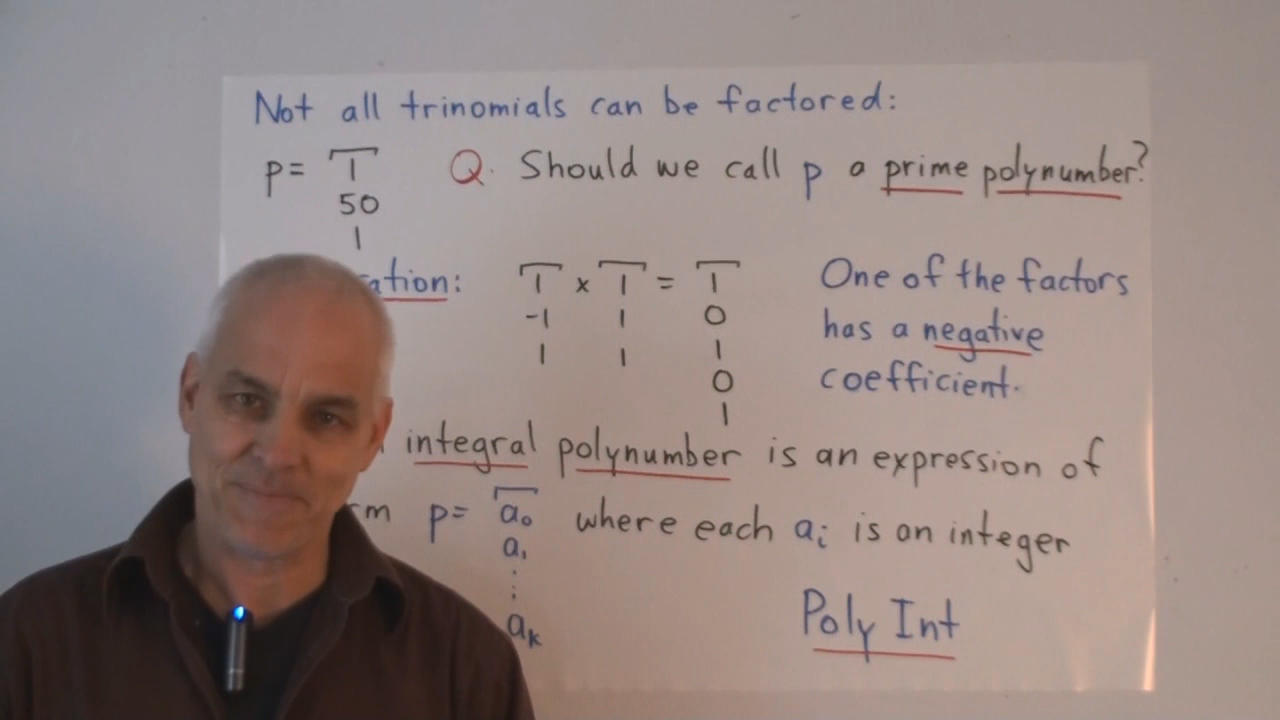 Not all trinomials can be factored:
p = 1 Q. Should we call p a prime polynumber?
50
1
ation: 1 x 1 = 1 One of the factors
-1 1 0 has a negative
1 1 1 coefficient.
0
1
integral polynumber is an expression of
rm p = a₀ where each aᵢ is an integer
a₁
⋮
aₖ Poly Int